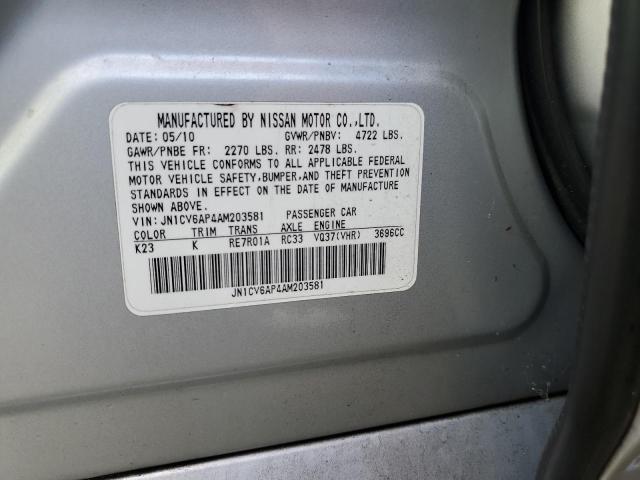 MANUFACTURED BY NISSAN MOTOR CO.,LTD.
DATE: 05/10 GVWR/PNBV: 4722 LBS.
GAWR/PNBE FR: 2270 LBS. RR: 2478 LBS.
THIS VEHICLE CONFORMS TO ALL APPLICABLE FEDERAL
MOTOR VEHICLE SAFETY,BUMPER,AND THEFT PREVENTION
STANDARDS IN EFFECT ON THE DATE OF MANUFACTURE
SHOWN ABOVE.
VIN: JN1CV6AP4AM203581 PASSENGER CAR
COLOR TRIM TRANS AXLE ENGINE
K23 K RE7R01A RC33 VQ37(VHR) 3696CC
JN1CV6AP4AM203581